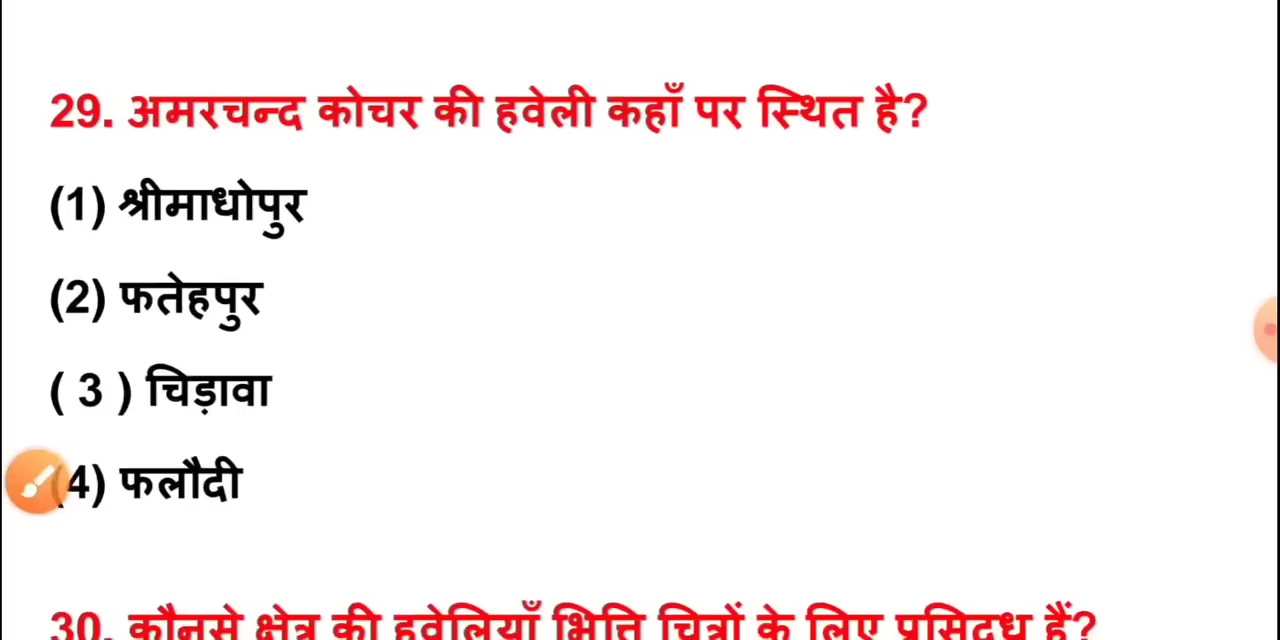 29. अमरचन्द कोचर की हवेली कहाँ पर स्थित है?
(1) श्रीमाधोपुर
(2) फतेहपुर
( 3 ) चिड़ावा
(4) फलौदी
30. कौनसे क्षेत्र की हवेलियाँ भित्ति चित्रों के लिए प्रसिद्ध हैं?